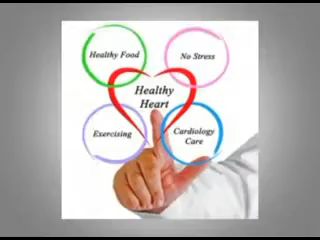 Healthy Food
No Stress
Healthy
Heart
Exercising
Cardiology
Care